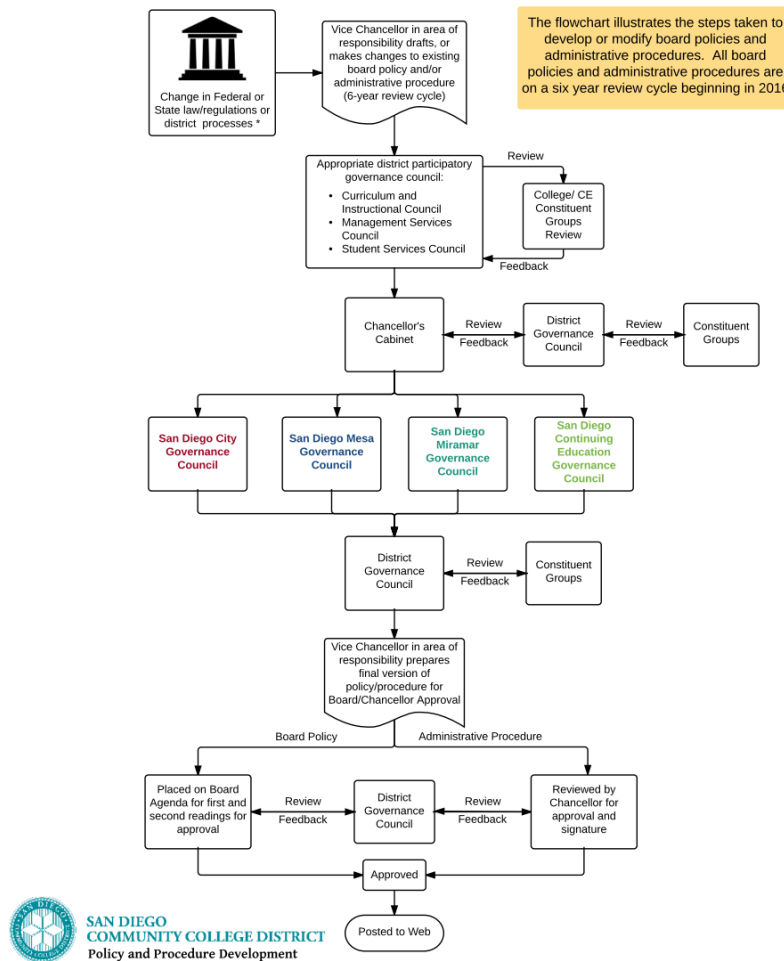 The flowchart illustrates the steps taken to
develop or modify board policies and
administrative procedures. All board
policies and administrative procedures are
on a six year review cycle beginning in 2016
Change in Federal or
State law/regulations or
district processes *
Vice Chancellor in area of
responsibility drafts, or
makes changes to existing
board policy and/or
administrative procedure
(6-year review cycle)
Appropriate district participatory
governance council:
• Curriculum and
Instructional Council
• Management Services
Council
• Student Services Council
Review
College/ CE
Constituent
Groups
Review
Feedback
Chancellor's
Cabinet
Review
Feedback
District
Governance
Council
Review
Feedback
Constituent
Groups
San Diego City
Governance
Council
San Diego Mesa
Governance
Council
San Diego
Miramar
Governance
Council
San Diego
Continuing
Education
Governance
Council
District
Governance
Council
Review
Feedback
Constituent
Groups
Vice Chancellor in area of
responsibility prepares
final version of
policy/procedure for
Board/Chancellor Approval
Board Policy
Administrative Procedure
Placed on Board
Agenda for first and
second readings for
approval
Review
Feedback
District
Governance
Council
Review
Feedback
Reviewed by
Chancellor for
approval and
signature
Approved
Posted to Web
SAN DIEGO
COMMUNITY COLLEGE DISTRICT
Policy and Procedure Development